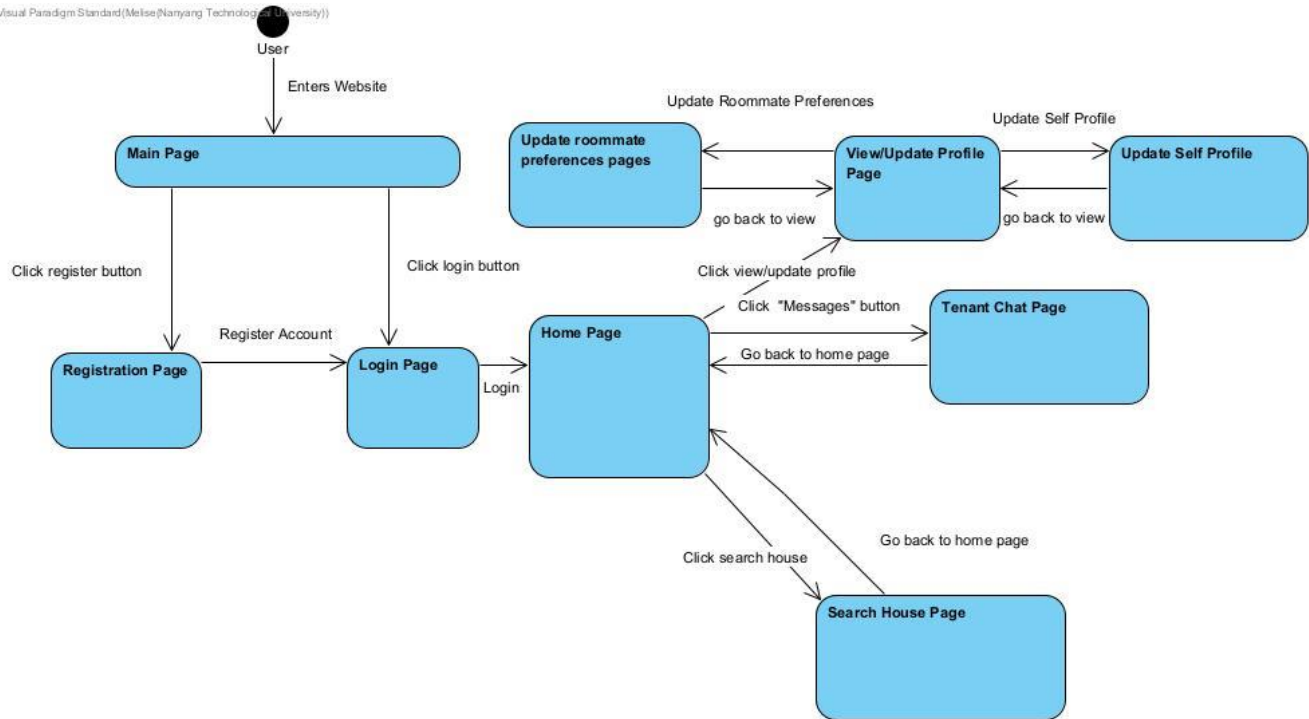 Visual Paradigm Standard(Melise(Nanyang Technological University))
User
Enters Website
Main Page
Click register button
Click login button
Registration Page
Register Account
Login Page
Login
Home Page
Update Roommate Preferences
Update roommate
preferences pages
View/Update Profile
Page
Update Self Profile
Update Self Profile
go back to view
go back to view
Click view/update profile
Click "Messages" button
Tenant Chat Page
Go back to home page
Click search house
Go back to home page
Search House Page